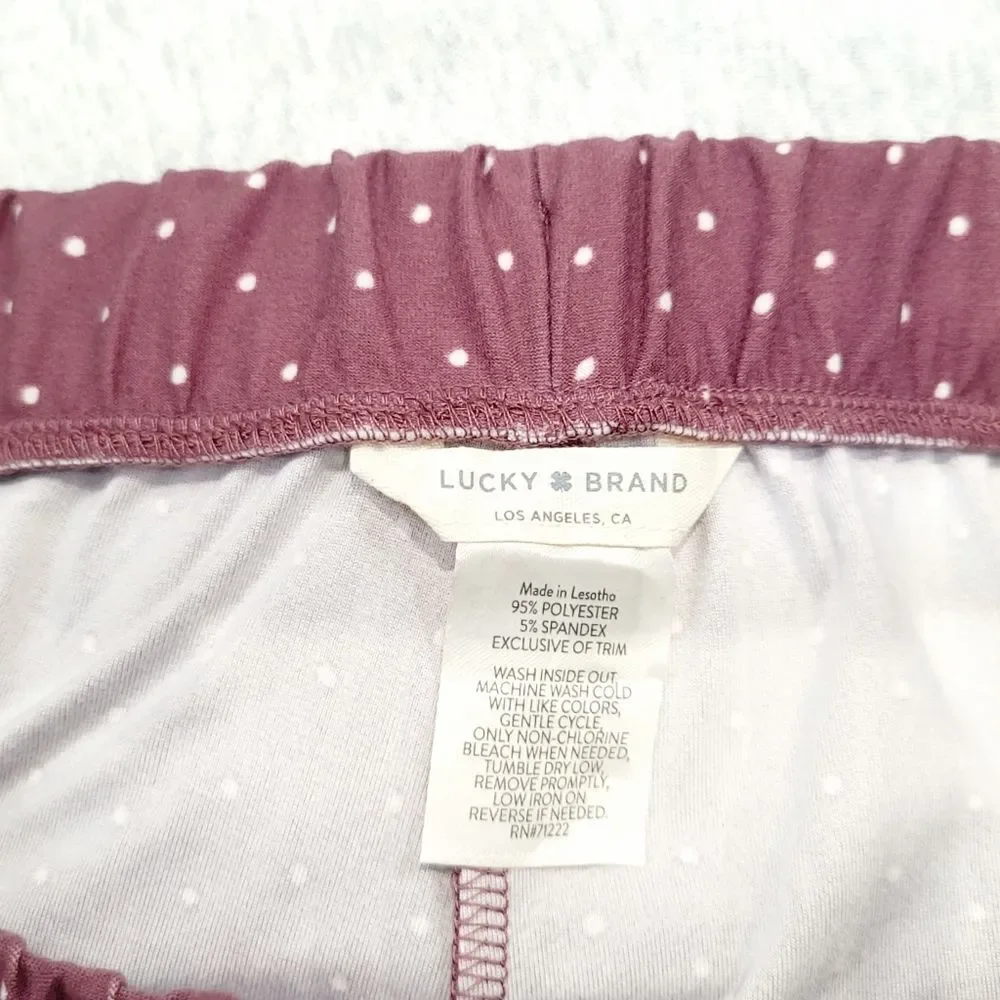 LUCKY BRAND
LOS ANGELES, CA
Made in Lesotho
95% POLYESTER
5% SPANDEX
EXCLUSIVE OF TRIM
WASH INSIDE OUT,
MACHINE WASH COLD
WITH LIKE COLORS,
GENTLE CYCLE,
ONLY NON-CHLORINE
BLEACH WHEN NEEDED,
TUMBLE DRY LOW,
REMOVE PROMPTLY,
LOW IRON ON
REVERSE IF NEEDED.
RN#71222